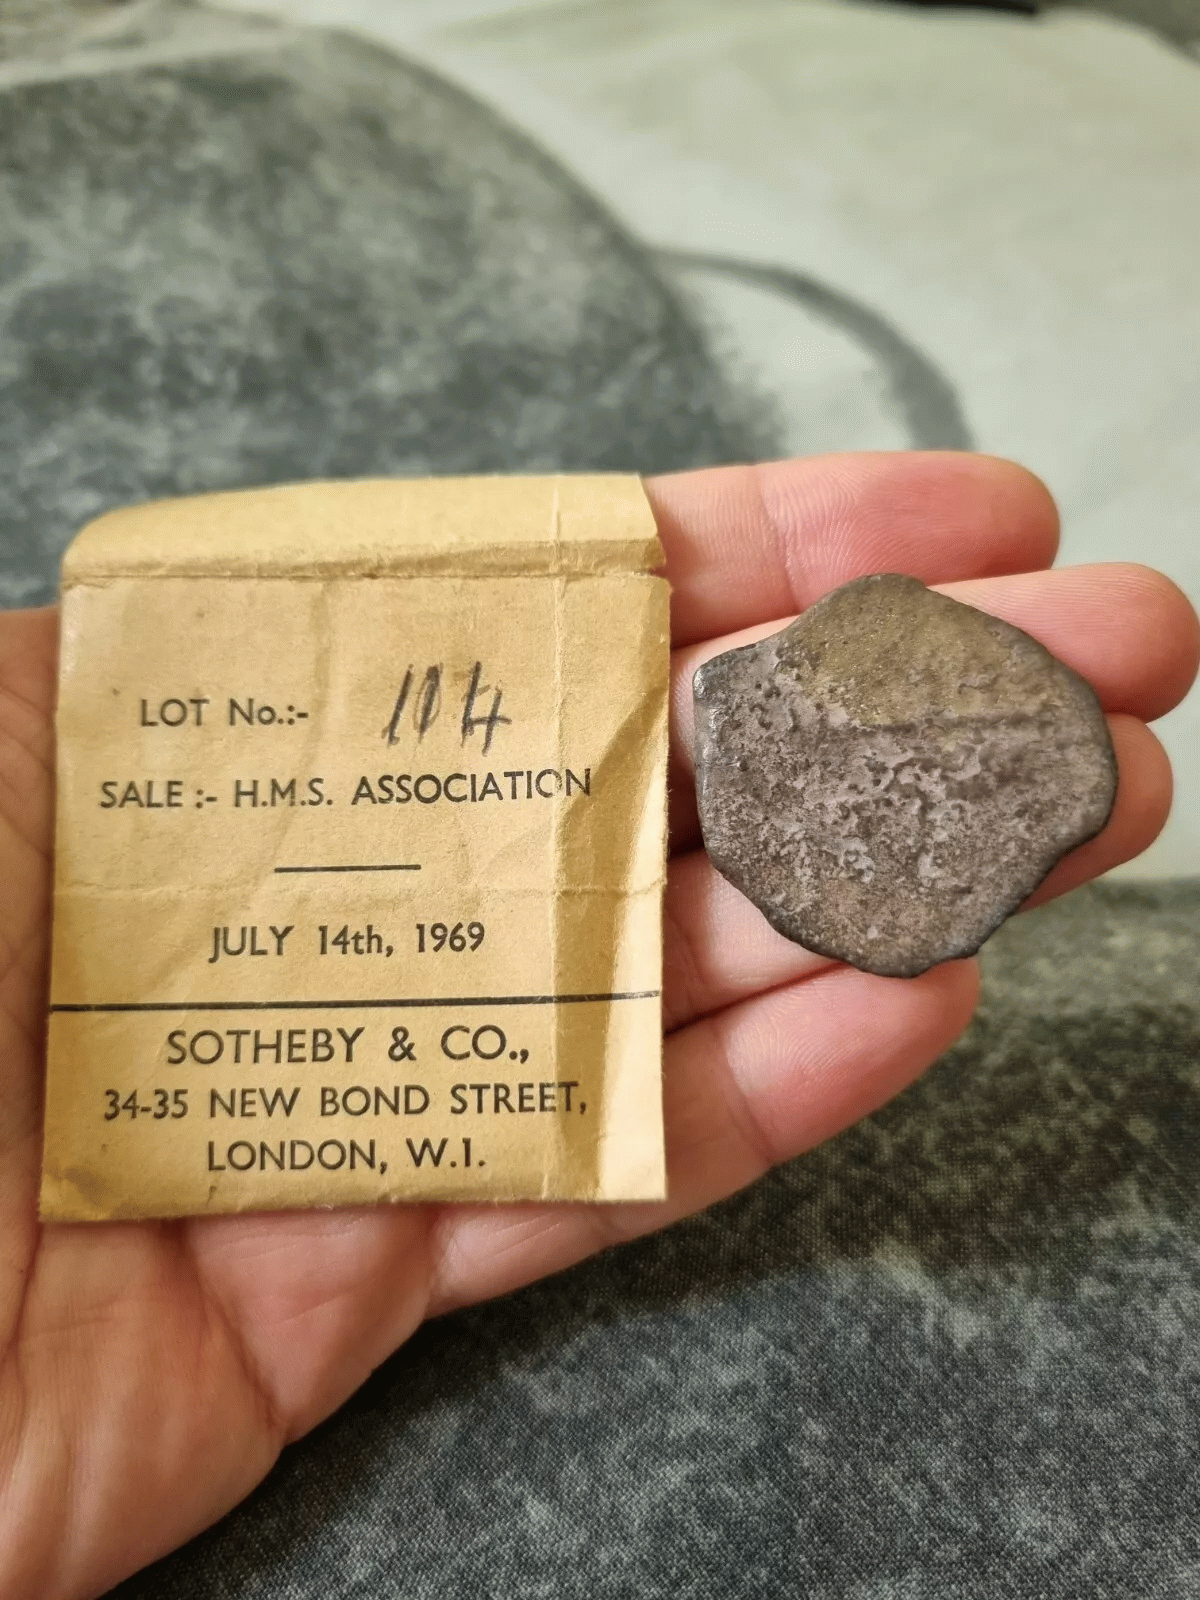 LOT No.:- 104
SALE :- H.M.S. ASSOCIATION
JULY 14th, 1969
SOTHEBY & CO.,
34-35 NEW BOND STREET,
LONDON, W.1.